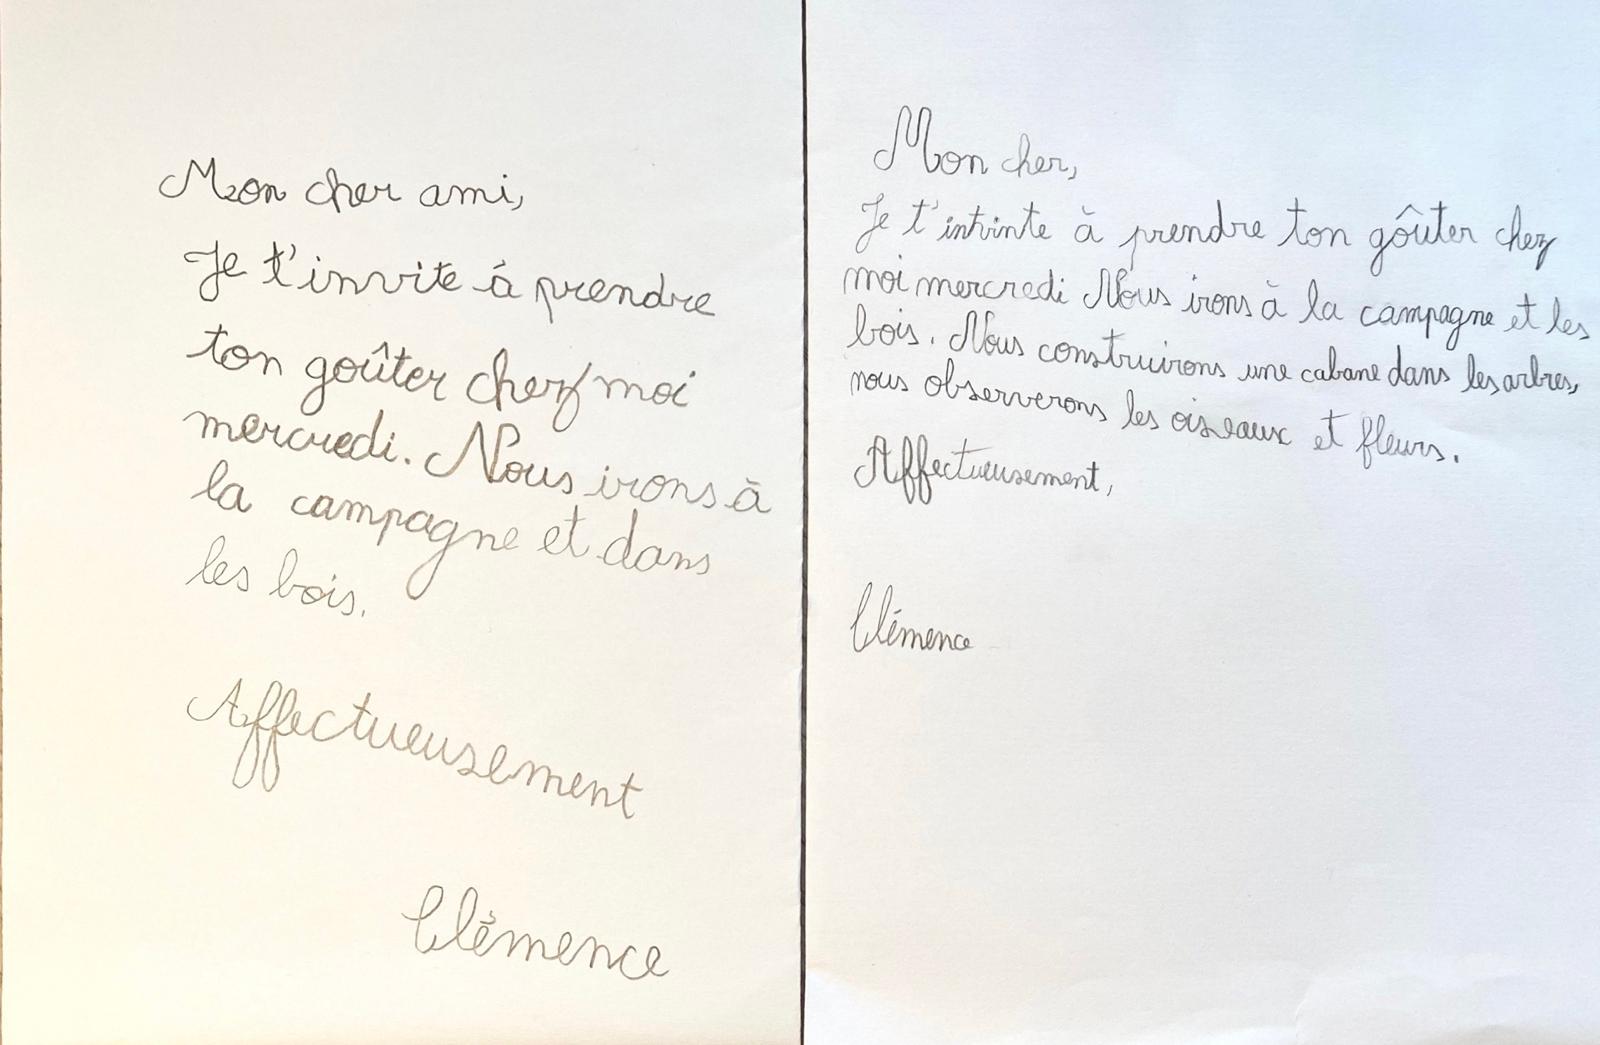 Mon cher ami,
Je t'invite à prendre
ton goûter chez moi
mercredi. Nous irons à
la campagne et dans
les bois.
Affectueusement
Clémence
Mon cher,
Je t'intvinte à prendre ton gôuter chez
moi mercredi Nous irons à la campagne et les
bois. Nous construirons une cabane dans les arbres,
nous observerons les oiseaux et fleurs.
Affectueusement,
Clémence